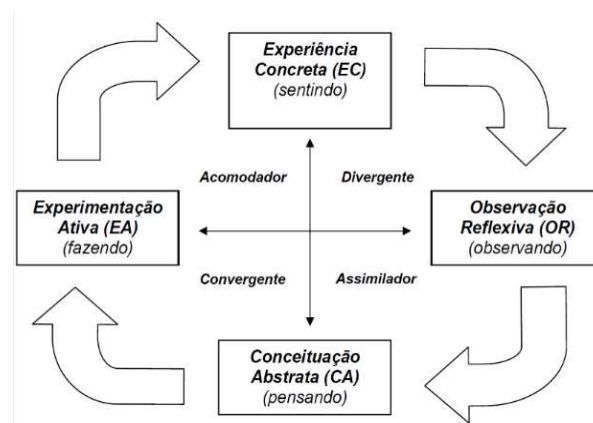 Experiência
Concreta (EC)
(sentindo)
Acomodador
Divergente
Experimentação
Ativa (EA)
(fazendo)
Observação
Reflexiva (OR)
(observando)
Convergente
Assimilador
Conceituação
Abstrata (CA)
(pensando)